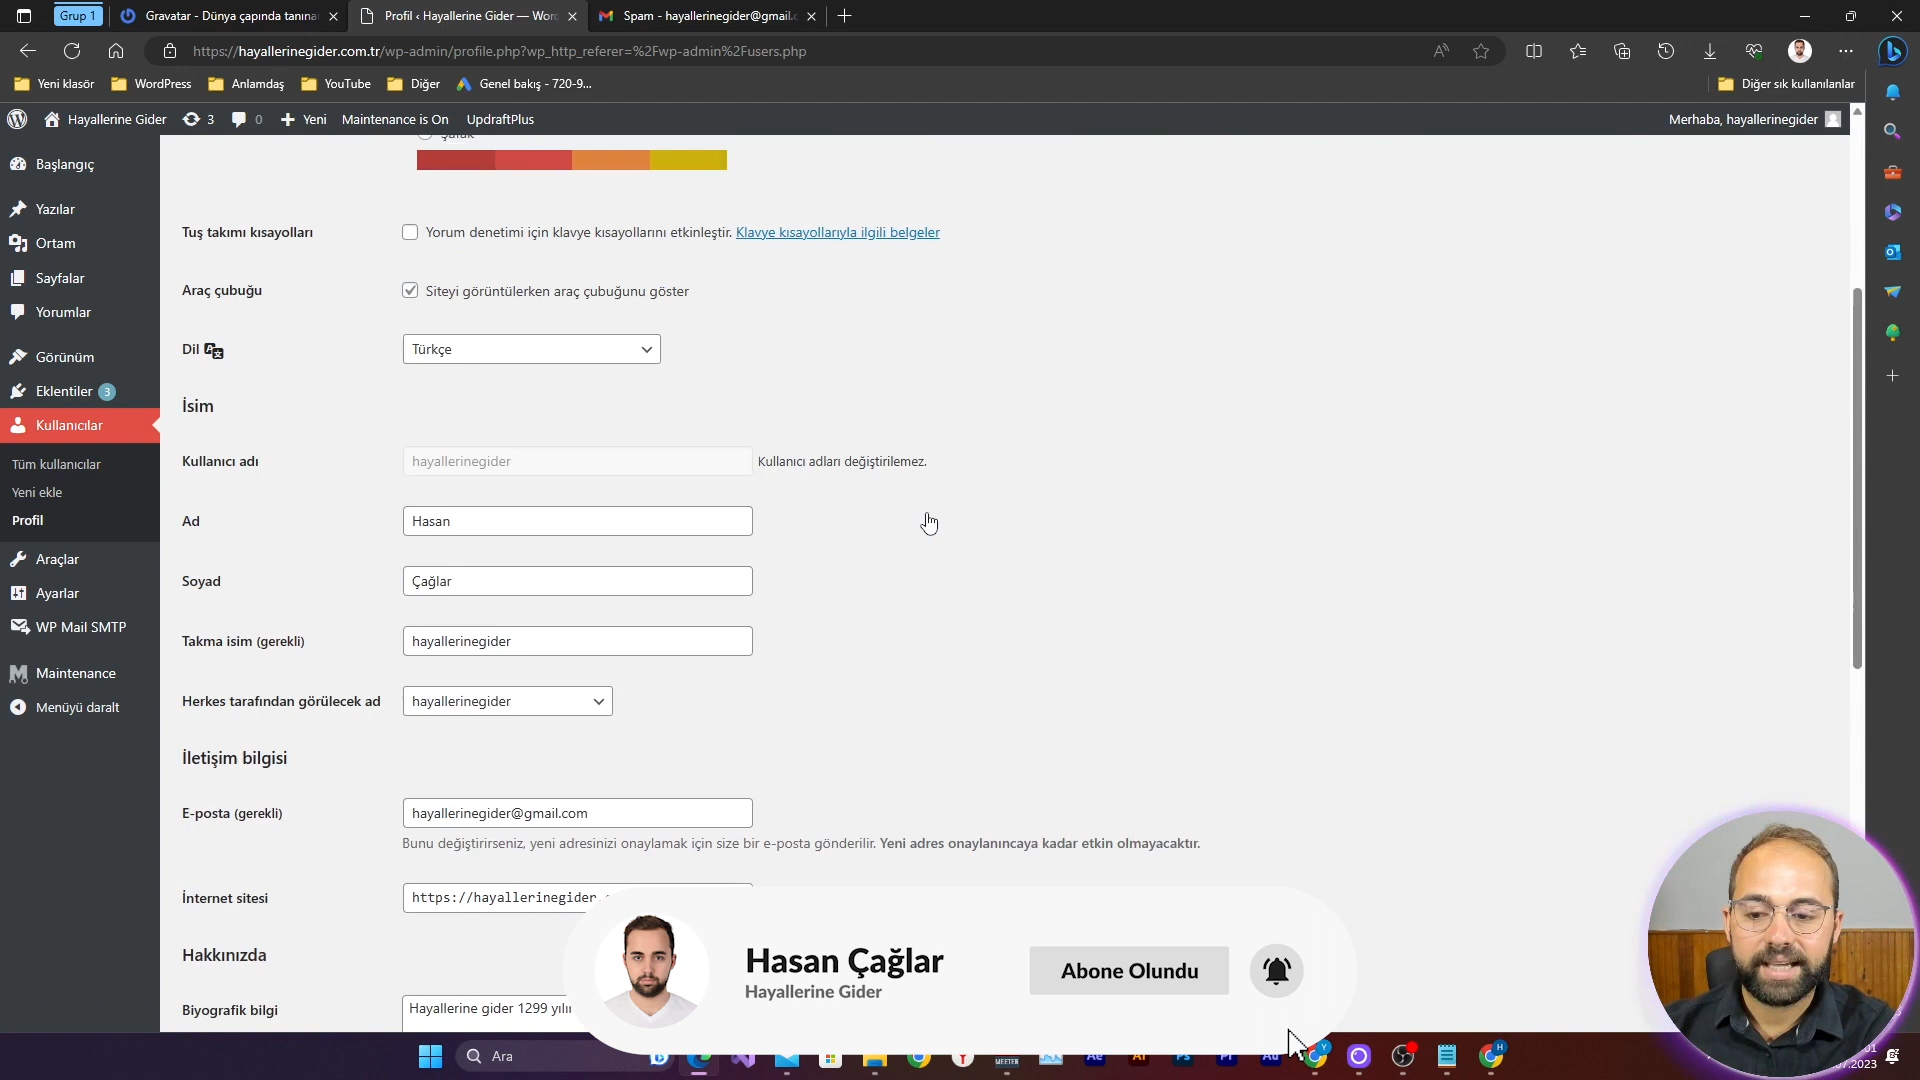 Grup 1
Gravatar - Dünya çapında tanına
Profil ‹ Hayallerine Gider — Wor
Spam - hayallerinegider@gmail.c
https://hayallerinegider.com.tr/wp-admin/profile.php?wp_http_referer=%2Fwp-admin%2Fusers.php
Yeni klasör
WordPress
Anlamdaş
YouTube
Diğer
Genel bakış - 720-9...
Diğer sık kullanılanlar
Hayallerine Gider
3
0
Yeni
Maintenance is On
UpdraftPlus
Merhaba, hayallerinegider
Başlangıç
Yazılar
Ortam
Sayfalar
Yorumlar
Görünüm
Eklentiler 3
Kullanıcılar
Tüm kullanıcılar
Yeni ekle
Profil
Araçlar
Ayarlar
WP Mail SMTP
Maintenance
Menüyü daralt
Tuş takımı kısayolları
Yorum denetimi için klavye kısayollarını etkinleştir. Klavye kısayollarıyla ilgili belgeler
Araç çubuğu
Siteyi görüntülerken araç çubuğunu göster
Dil
Türkçe
İsim
Kullanıcı adı
hayallerinegider
Kullanıcı adları değiştirilemez.
Ad
Hasan
Soyad
Çağlar
Takma isim (gerekli)
hayallerinegider
Herkes tarafından görülecek ad
hayallerinegider
İletişim bilgisi
E-posta (gerekli)
hayallerinegider@gmail.com
Bunu değiştirirseniz, yeni adresinizi onaylamak için size bir e-posta gönderilir. Yeni adres onaylanıncaya kadar etkin olmayacaktır.
İnternet sitesi
https://hayallerinegider.
Hakkınızda
Biyografik bilgi
Hayallerine gider 1299 yılı
Hasan Çağlar
Hayallerine Gider
Abone Olundu
Ara